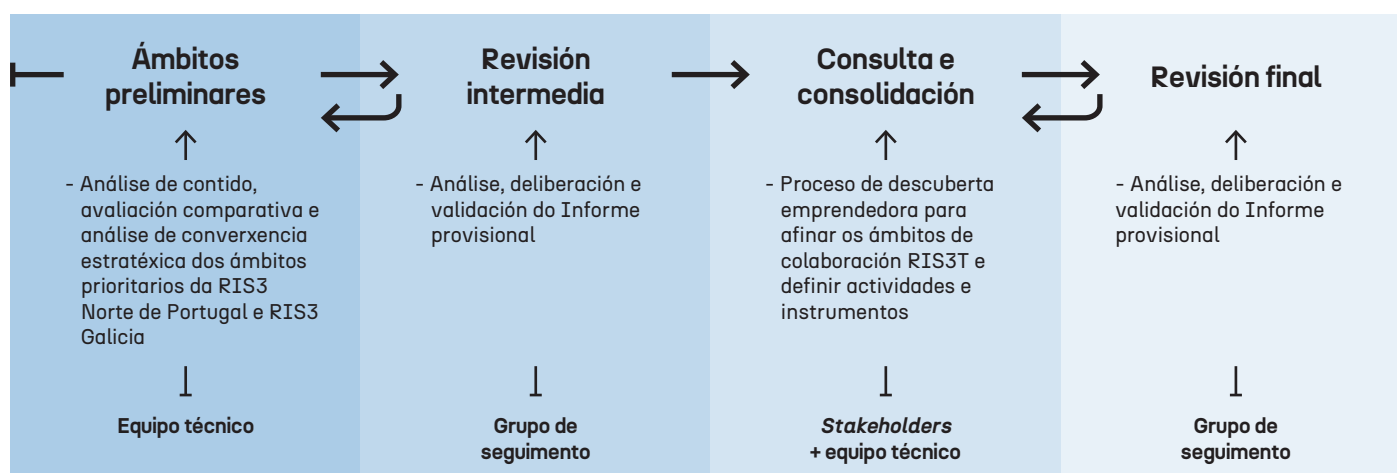 Ámbitos
preliminares
- Análise de contido,
avaliación comparativa e
análise de converxencia
estratéxica dos ámbitos
prioritarios da RIS3
Norte de Portugal e RIS3
Galicia
Equipo técnico
Revisión
intermedia
- Análise, deliberación e
validación do Informe
provisional
Grupo de
seguimento
Consulta e
consolidación
- Proceso de descuberta
emprendedora para
afinar os ámbitos de
colaboración RIS3T e
definir actividades e
instrumentos
Stakeholders
+ equipo técnico
Revisión final
- Análise, deliberación e
validación do Informe
provisional
Grupo de
seguimento